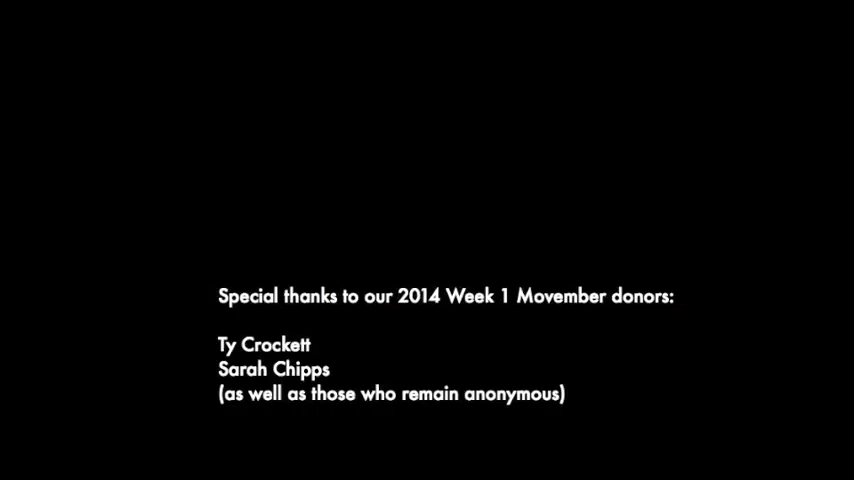 Special thanks to our 2014 Week 1 Movember donors:
Ty Crockett
Sarah Chipps
(as well as those who remain anonymous)